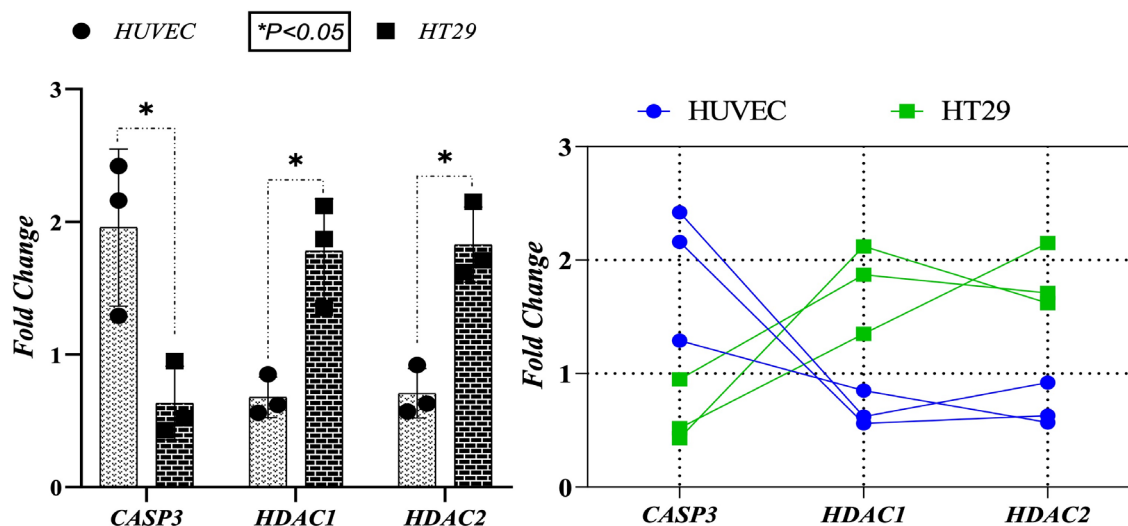 HUVEC *P<0.05 HT29
3
2
1
0
Fold Change
*
*
*
CASP3 HDAC1 HDAC2
HUVEC HT29
3
2
1
0
Fold Change
CASP3 HDAC1 HDAC2